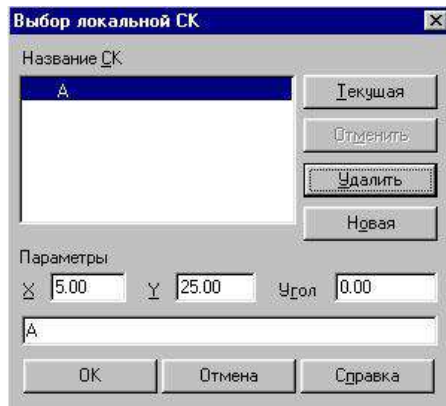 Выбор локальной СК
Название СК
А
Текущая
Отменить
Удалить
Новая
Параметры
X 5.00 Y 25.00 Угол 0.00
А
ОК Отмена Справка